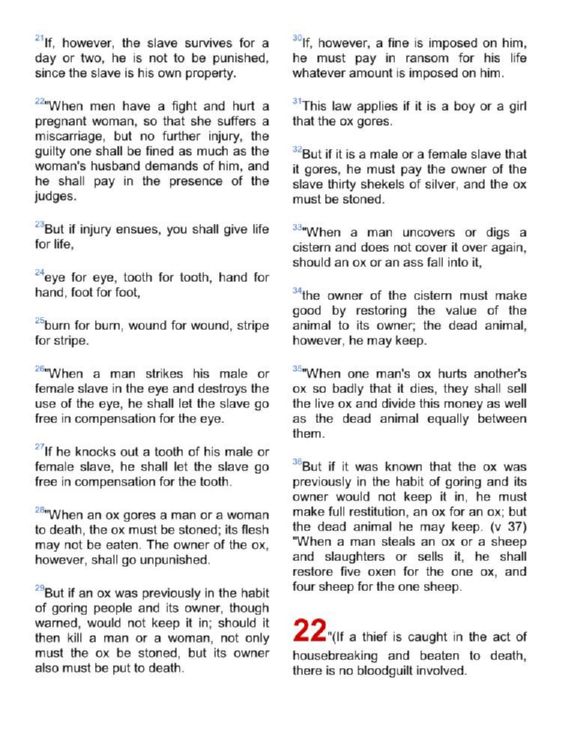 21If, however, the slave survives for a
day or two, he is not to be punished,
since the slave is his own property.
22"When men have a fight and hurt a
pregnant woman, so that she suffers a
miscarriage, but no further injury, the
guilty one shall be fined as much as the
woman's husband demands of him, and
he shall pay in the presence of the
judges.
23But if injury ensues, you shall give life
for life,
24eye for eye, tooth for tooth, hand for
hand, foot for foot,
25burn for burn, wound for wound, stripe
for stripe.
26"When a man strikes his male or
female slave in the eye and destroys the
use of the eye, he shall let the slave go
free in compensation for the eye.
27If he knocks out a tooth of his male or
female slave, he shall let the slave go
free in compensation for the tooth.
28"When an ox gores a man or a woman
to death, the ox must be stoned; its flesh
may not be eaten. The owner of the ox,
however, shall go unpunished.
29But if an ox was previously in the habit
of goring people and its owner, though
warned, would not keep it in; should it
then kill a man or a woman, not only
must the ox be stoned, but its owner
also must be put to death.
30If, however, a fine is imposed on him,
he must pay in ransom for his life
whatever amount is imposed on him.
31This law applies if it is a boy or a girl
that the ox gores.
32But if it is a male or a female slave that
it gores, he must pay the owner of the
slave thirty shekels of silver, and the ox
must be stoned.
33"When a man uncovers or digs a
cistern and does not cover it over again,
should an ox or an ass fall into it,
34the owner of the cistern must make
good by restoring the value of the
animal to its owner; the dead animal,
however, he may keep.
35"When one man's ox hurts another's
ox so badly that it dies, they shall sell
the live ox and divide this money as well
as the dead animal equally between
them.
36But if it was known that the ox was
previously in the habit of goring and its
owner would not keep it in, he must
make full restitution, an ox for an ox; but
the dead animal he may keep. (v 37)
"When a man steals an ox or a sheep
and slaughters or sells it, he shall
restore five oxen for the one ox, and
four sheep for the one sheep.
22"(If a thief is caught in the act of
housebreaking and beaten to death,
there is no bloodguilt involved.